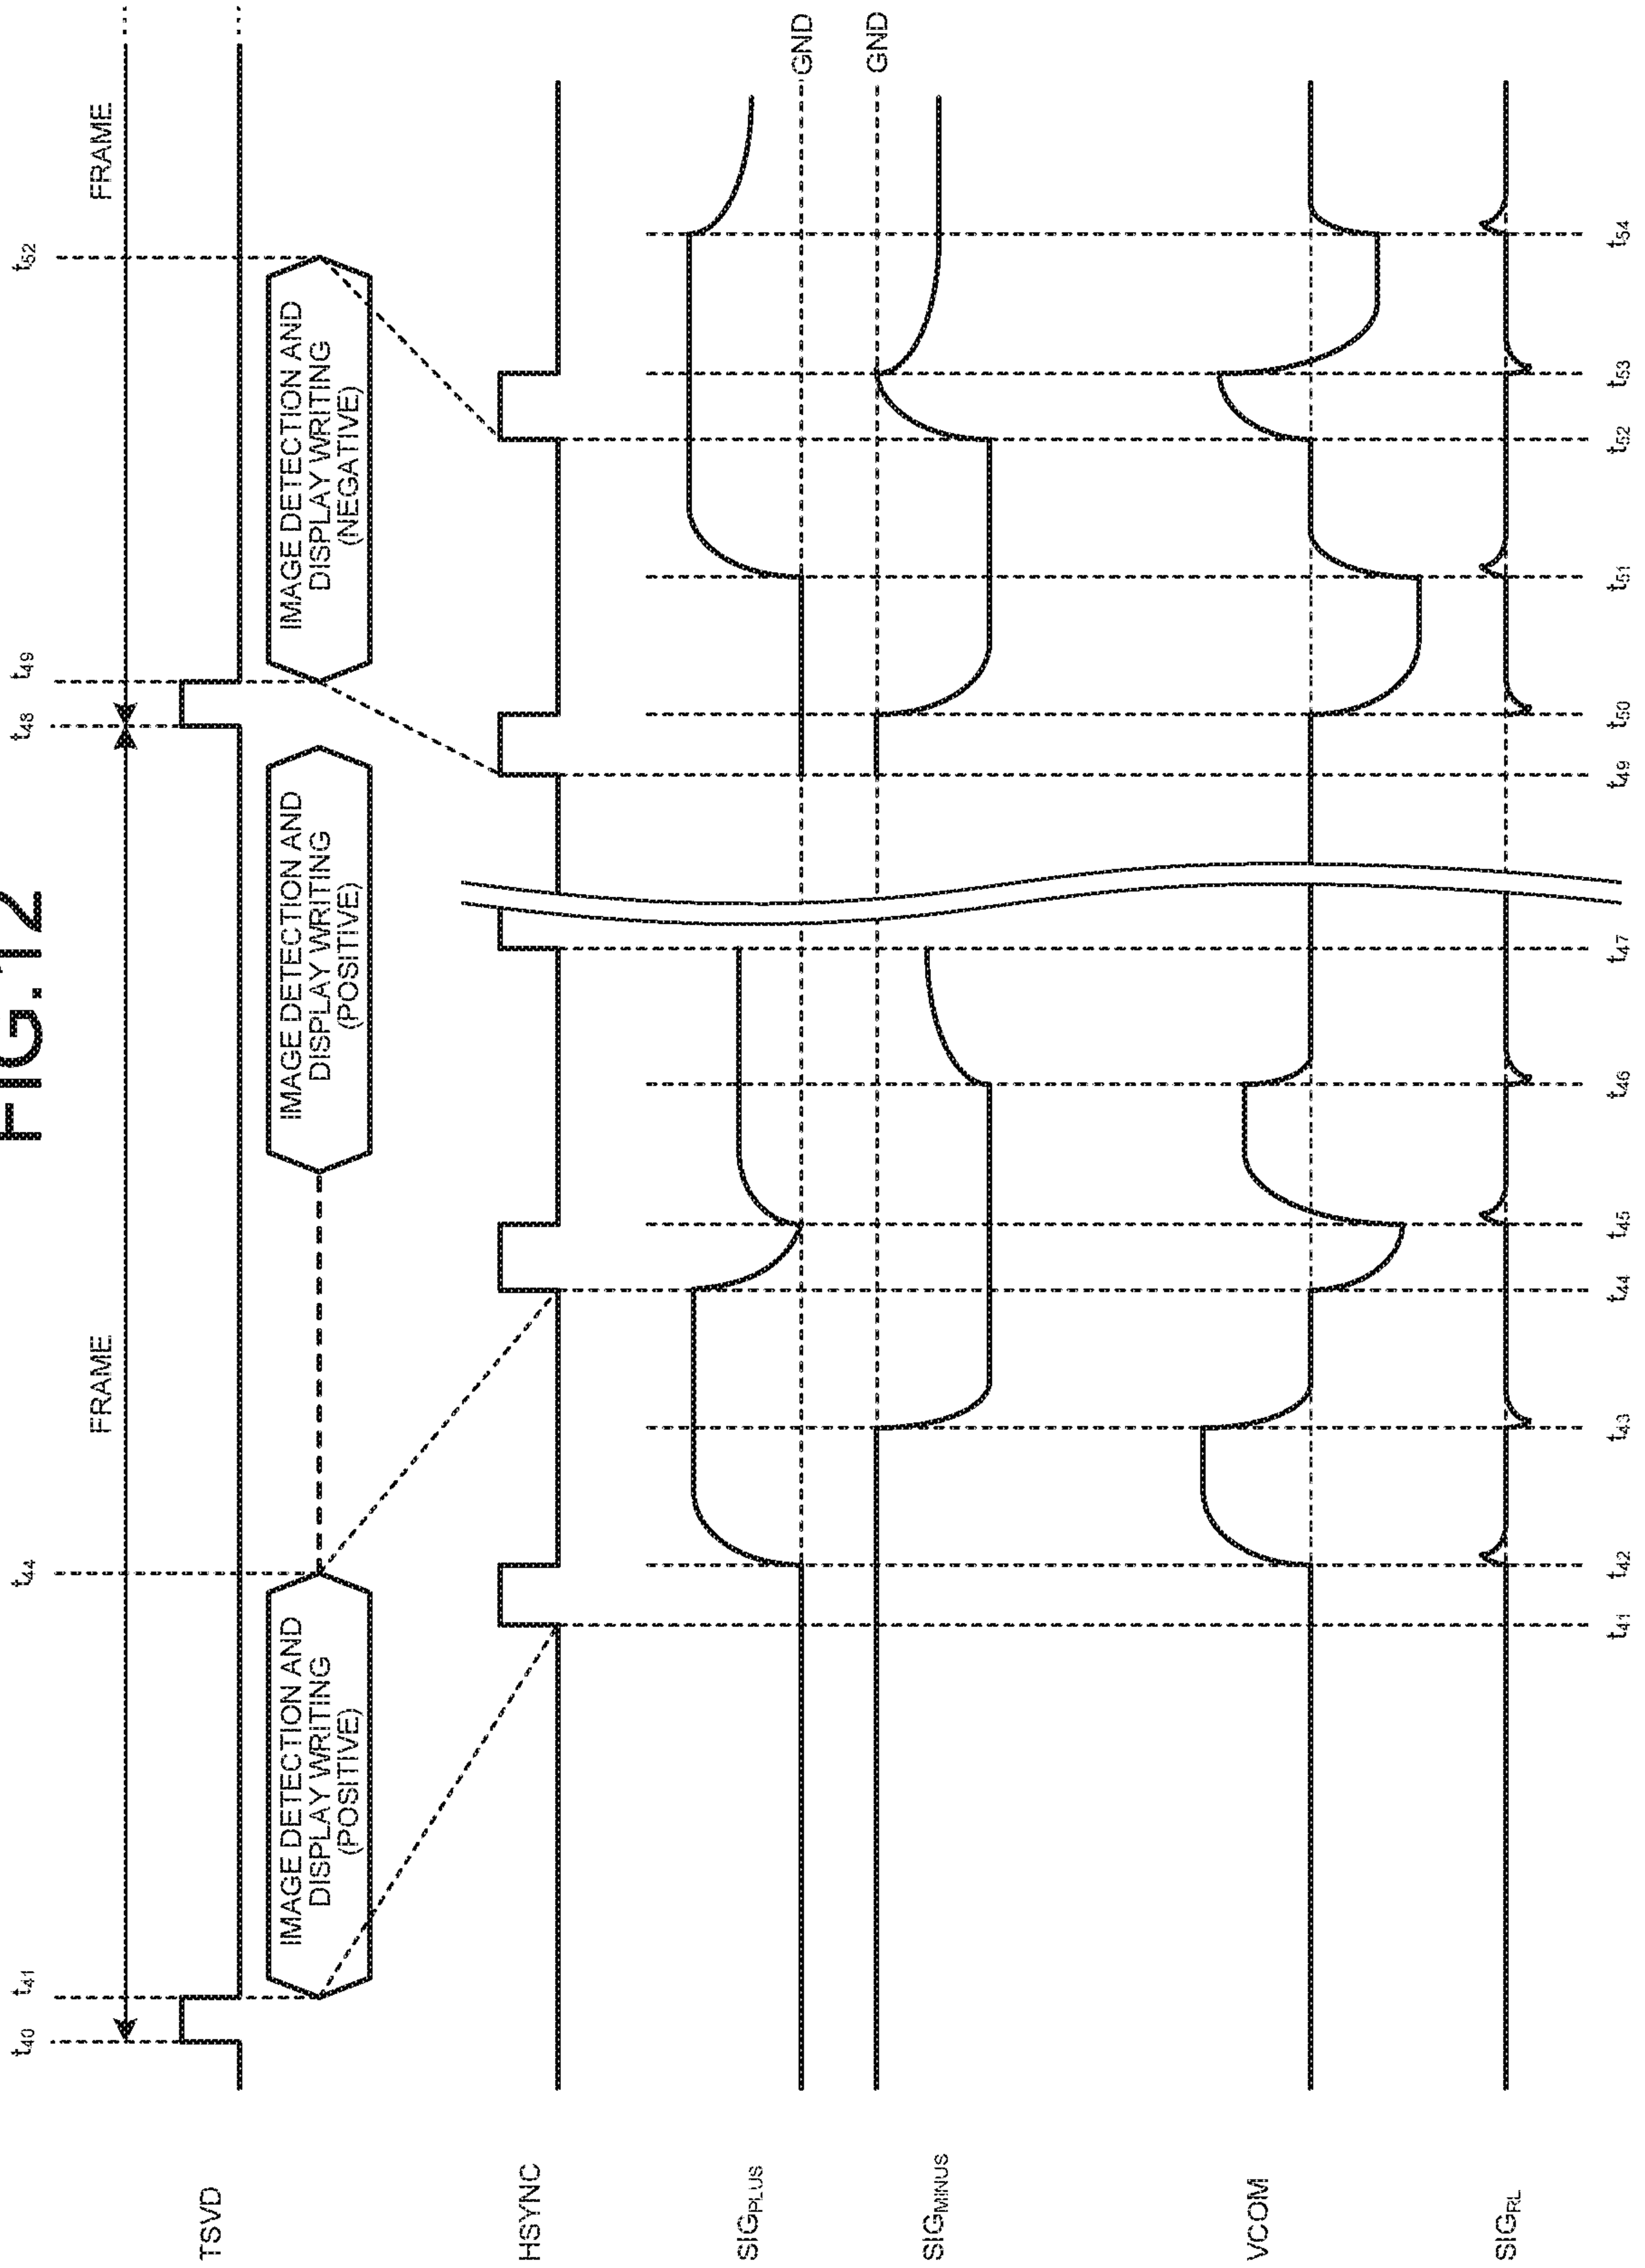 FIG.12
FRAME
FRAME
t40
t41
t44
t48
t49
t52
TSVD
IMAGE DETECTION AND
DISPLAY WRITING
(POSITIVE)
IMAGE DETECTION AND
DISPLAY WRITING
(POSITIVE)
IMAGE DETECTION AND
DISPLAY WRITING
(NEGATIVE)
HSYNC
SIGPLUS
GND
SIGMINUS
GND
VCOM
SIGRL
t41
t42
t43
t44
t45
t46
t47
t49
t50
t51
t52
t53
t54